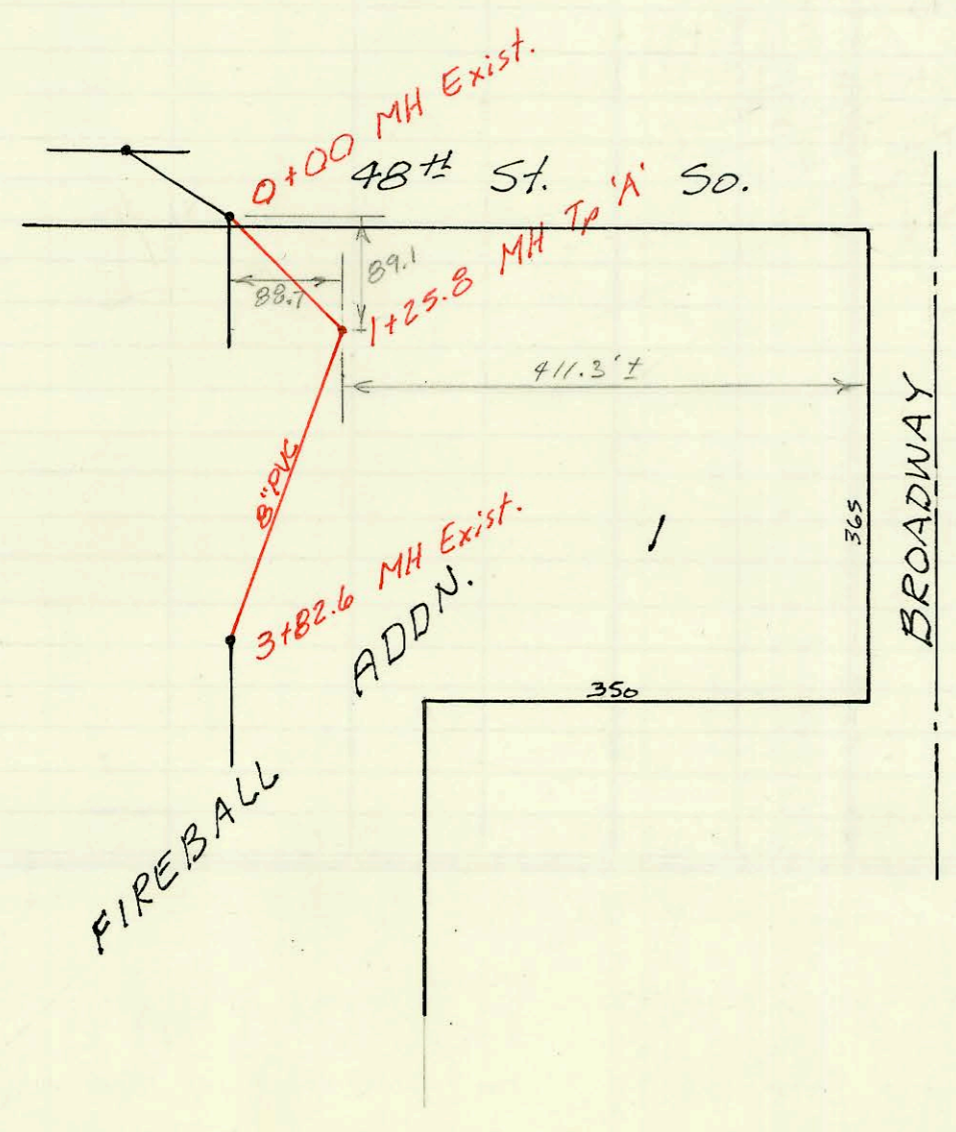 0+00 MH Exist.
48th St. So.
1+25.8 MH Tp 'A'
89.1
88.7
411.3'±
8"PVC
365
BROADWAY
1
3+82.6 MH Exist.
350
FIREBALL ADDN.